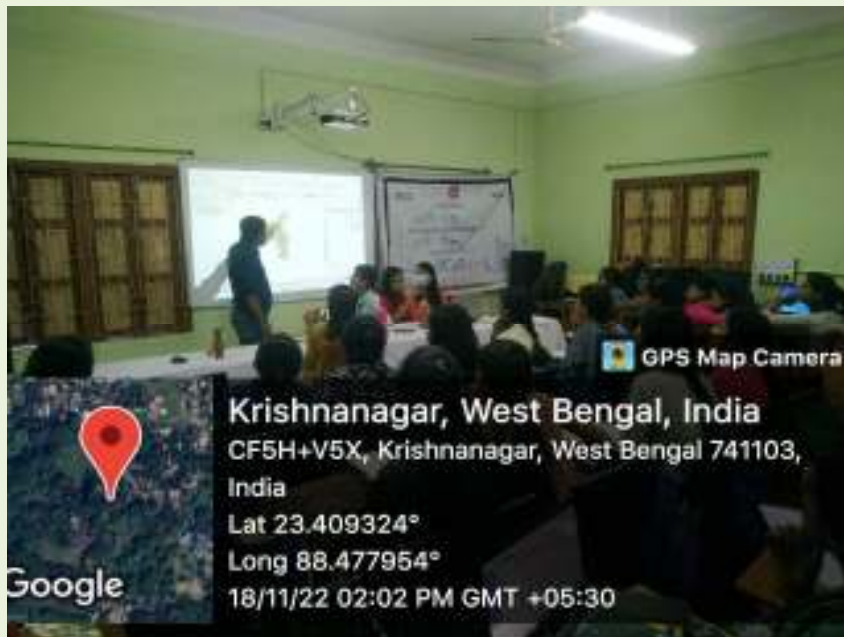 GPS Map Camera
Krishnanagar, West Bengal, India
CF5H+V5X, Krishnanagar, West Bengal 741103,
India
Lat 23.409324°
Long 88.477954°
18/11/22 02:02 PM GMT +05:30
Google